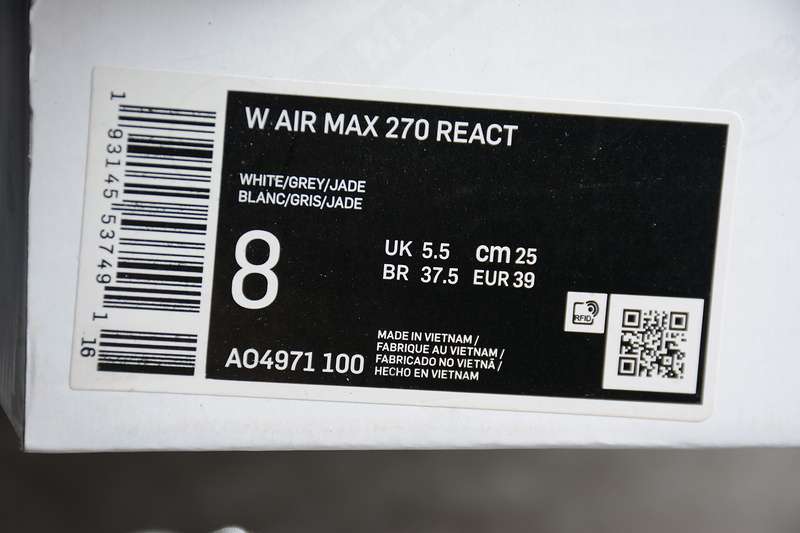 W AIR MAX 270 REACT
WHITE/GREY/JADE
BLANC/GRIS/JADE
8
UK 5.5 cm 25
BR 37.5 EUR 39
AO4971 100
MADE IN VIETNAM /
FABRIQUE AU VIETNAM /
FABRICADO NO VIETNÃ /
HECHO EN VIETNAM
RFID
1 93145 53749 1
16